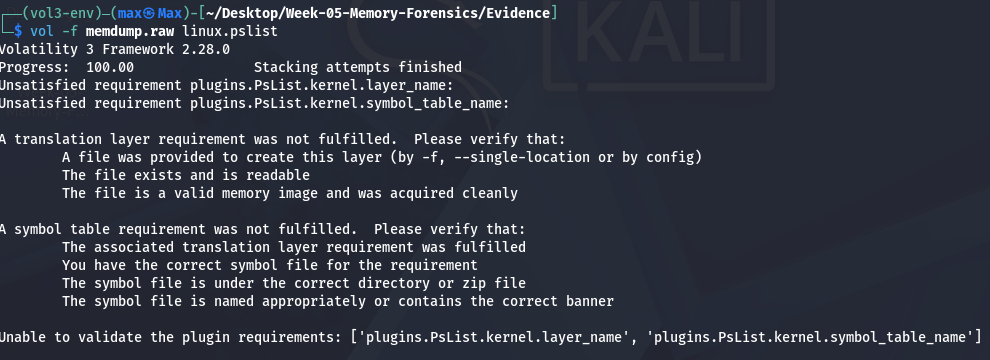 ┌──(vol3-env)─(max㉿Max)-[~/Desktop/Week-05-Memory-Forensics/Evidence]
└─$ vol -f memdump.raw linux.pslist
Volatility 3 Framework 2.28.0
Progress:  100.00               Stacking attempts finished
Unsatisfied requirement plugins.PsList.kernel.layer_name:
Unsatisfied requirement plugins.PsList.kernel.symbol_table_name:

A translation layer requirement was not fulfilled.  Please verify that:
        A file was provided to create this layer (by -f, --single-location or by config)
        The file exists and is readable
        The file is a valid memory image and was acquired cleanly

A symbol table requirement was not fulfilled.  Please verify that:
        The associated translation layer requirement was fulfilled
        You have the correct symbol file for the requirement
        The symbol file is under the correct directory or zip file
        The symbol file is named appropriately or contains the correct banner

Unable to validate the plugin requirements: ['plugins.PsList.kernel.layer_name', 'plugins.PsList.kernel.symbol_table_name']
KALI